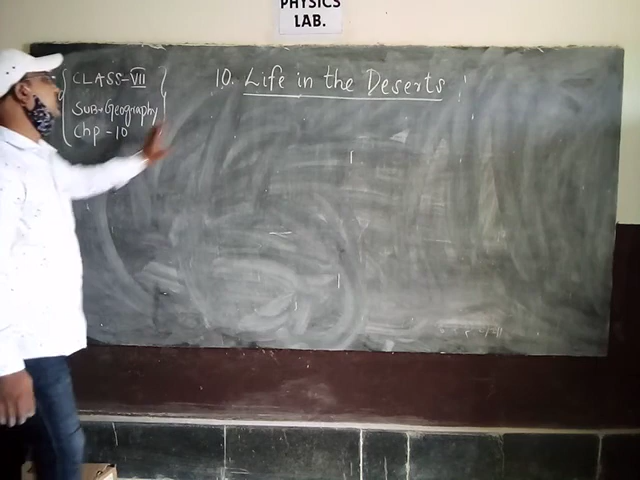 PHYSICS
LAB.
CLASS-VII
SUB-Geography
Chp-10
10. Life in the Deserts